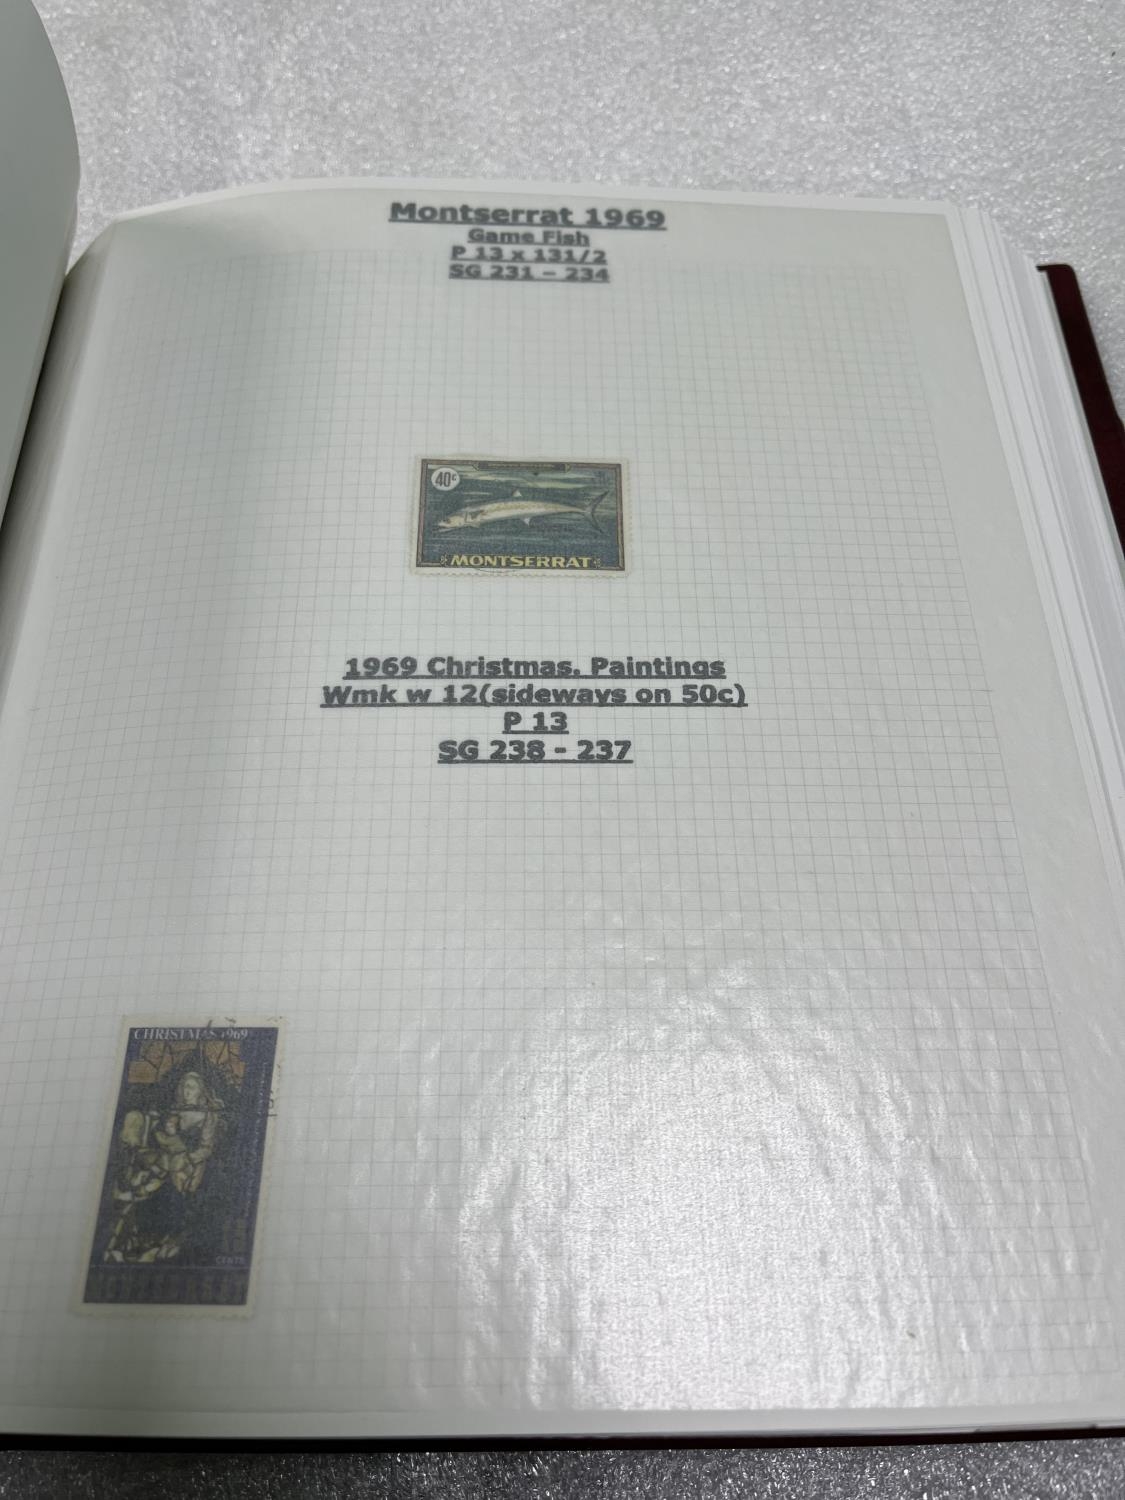 Montserrat 1969
Game Fish
P 13 x 131/2
SG 231 - 234
40c
MONTSERRAT
1969 Christmas. Paintings
Wmk w 12(sideways on 50c)
P 13
SG 238 - 237
CHRISTMAS 1969
CENTS